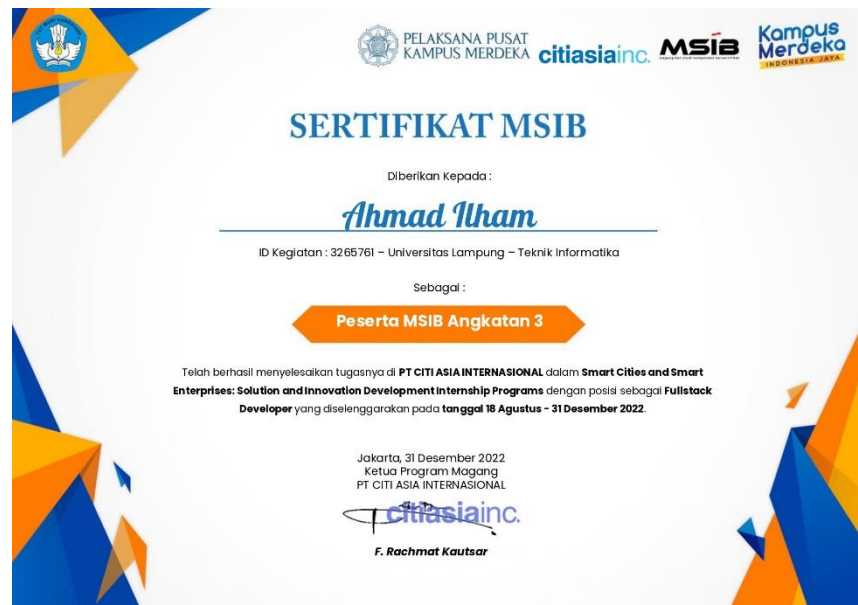 PELAKSANA PUSAT
KAMPUS MERDEKA
citiasiainc.
MSIB
Kampus
Merdeka
INDONESIA JAYA
SERTIFIKAT MSIB
Diberikan Kepada :
Ahmad Ilham
ID Kegiatan : 3265761 – Universitas Lampung – Teknik Informatika
Sebagai :
Peserta MSIB Angkatan 3
Telah berhasil menyelesaikan tugasnya di PT CITI ASIA INTERNASIONAL dalam Smart Cities and Smart
Enterprises: Solution and Innovation Development Internship Programs dengan posisi sebagai Fullstack
Developer yang diselenggarakan pada tanggal 18 Agustus - 31 Desember 2022.
Jakarta, 31 Desember 2022
Ketua Program Magang
PT CITI ASIA INTERNASIONAL
citiasiainc.
F. Rachmat Kautsar